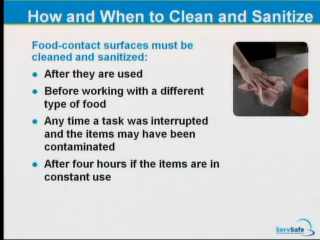 How and When to Clean and Sanitize
Food-contact surfaces must be
cleaned and sanitized:
● After they are used
● Before working with a different
type of food
● Any time a task was interrupted
and the items may have been
contaminated
● After four hours if the items are in
constant use
ServSafe